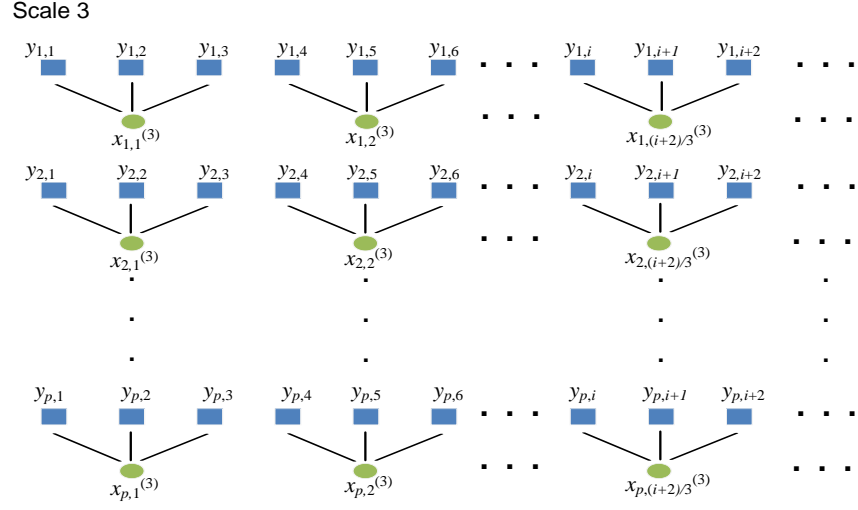 Scale 3
y1,1 y1,2 y1,3 y1,4 y1,5 y1,6 . . . y1,i y1,i+1 y1,i+2 . . .
x1,1(3) x1,2(3) . . . x1,(i+2)/3(3) . . .
y2,1 y2,2 y2,3 y2,4 y2,5 y2,6 . . . y2,i y2,i+1 y2,i+2 . . .
x2,1(3) x2,2(3) . . . x2,(i+2)/3(3) . . .
. . . .
. . . .
. . . .
yp,1 yp,2 yp,3 yp,4 yp,5 yp,6 . . . yp,i yp,i+1 yp,i+2 . . .
xp,1(3) xp,2(3) . . . xp,(i+2)/3(3) . . .